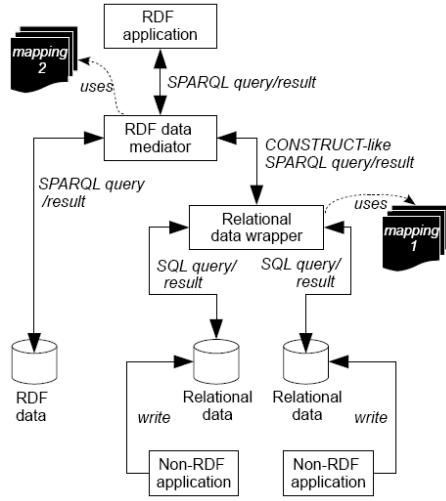 RDF
application
mapping
2
uses
SPARQL query/result
RDF data
mediator
CONSTRUCT-like
SPARQL query/result
SPARQL query
/result
uses
Relational
data wrapper
mapping
1
SQL query/
result
SQL query/
result
RDF
data
Relational
data
Relational
data
write
write
Non-RDF
application
Non-RDF
application